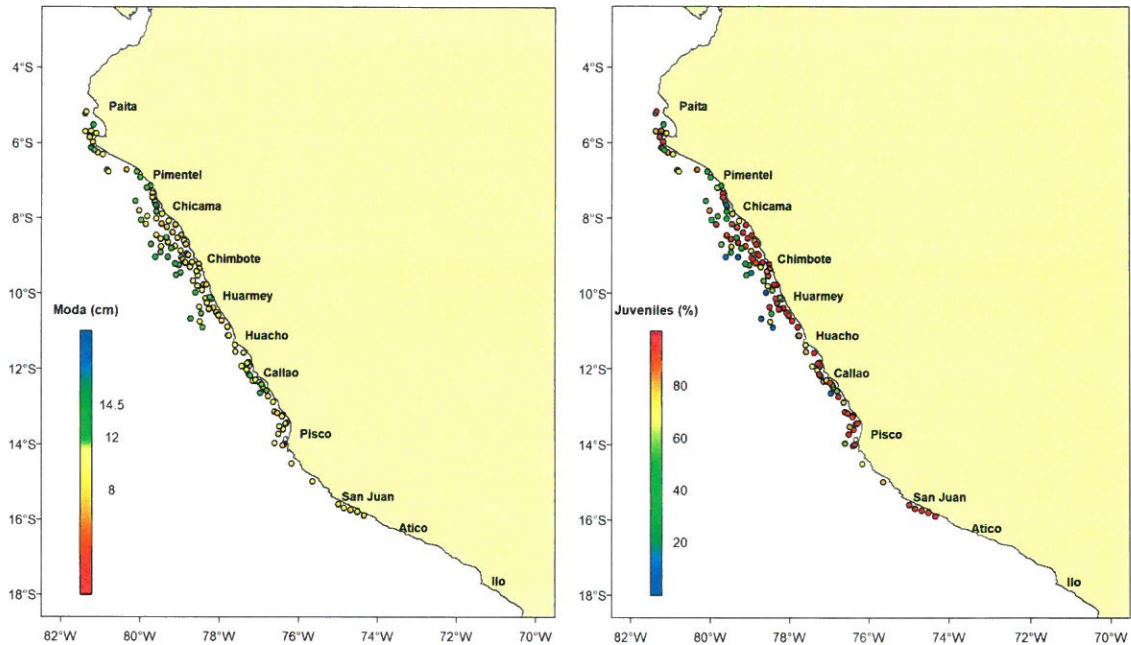 4°S
6°S
8°S
10°S
12°S
14°S
16°S
18°S
82°W
80°W
78°W
76°W
74°W
72°W
70°W
Paita
Pimentel
Chicama
Chimbote
Huarmey
Huacho
Callao
Pisco
San Juan
Atico
Ilo
Moda (cm)
14.5
12
8
4°S
6°S
8°S
10°S
12°S
14°S
16°S
18°S
82°W
80°W
78°W
76°W
74°W
72°W
70°W
Paita
Pimentel
Chicama
Chimbote
Huarmey
Huacho
Callao
Pisco
San Juan
Atico
Ilo
Juveniles (%)
80
60
40
20